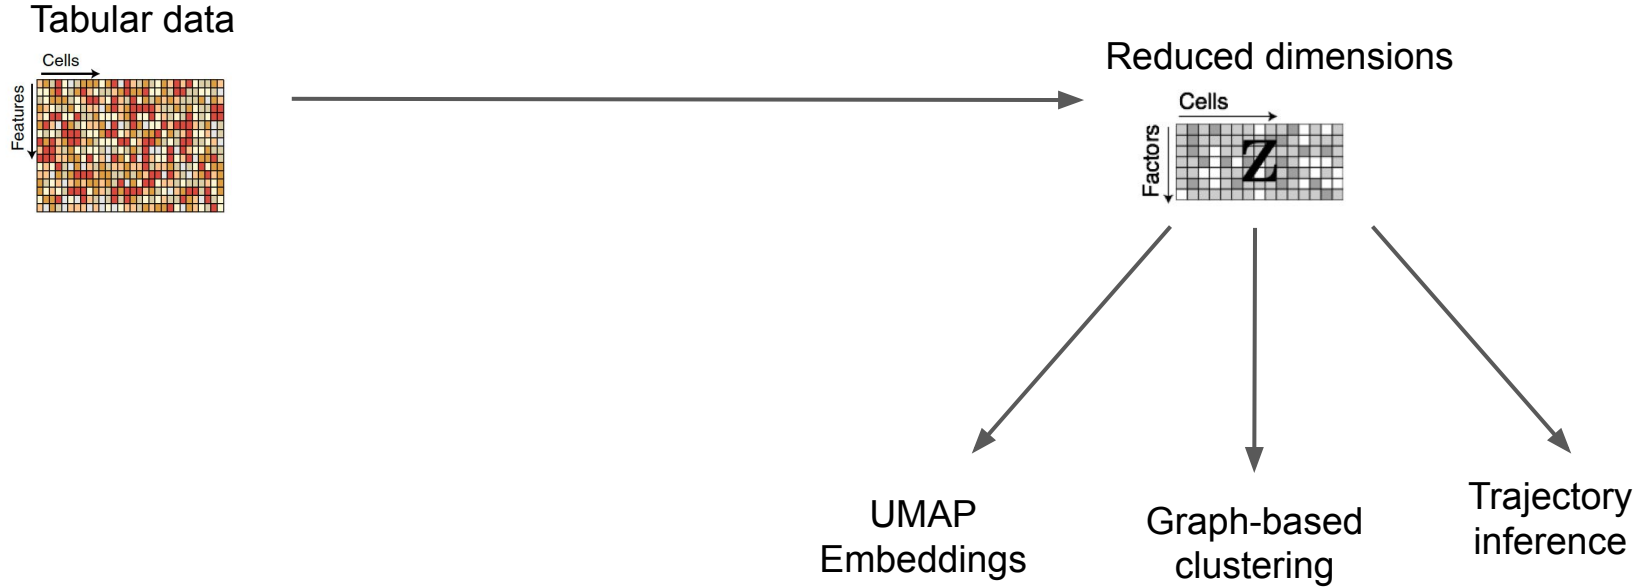 Tabular data
Cells
Features
Reduced dimensions
Cells
Factors
Z
UMAP
Embeddings
Graph-based
clustering
Trajectory
inference